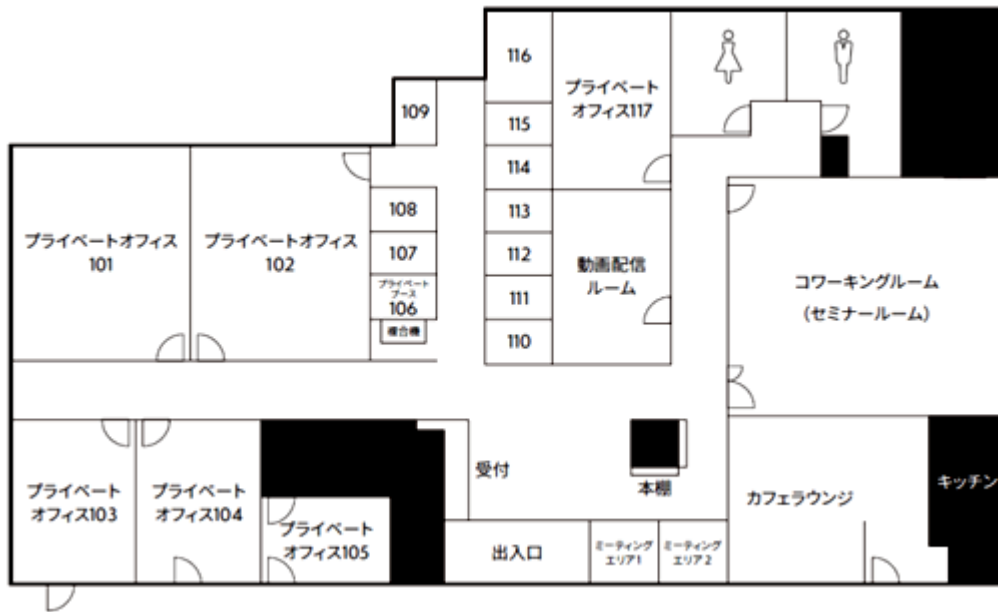 116
プライベート
オフィス117
109
115
114
プライベートオフィス
101
プライベートオフィス
102
108
107
プライベート
ブース
106
複合機
113
112
111
110
動画配信
ルーム
コワーキングルーム
（セミナールーム）
プライベート
オフィス103
プライベート
オフィス104
プライベート
オフィス105
受付
本棚
カフェラウンジ
キッチン
出入口
ミーティング
エリア1
ミーティング
エリア2